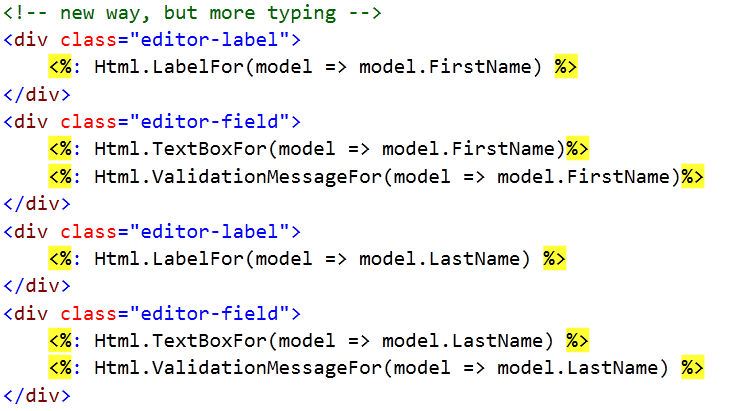 <!-- new way, but more typing -->
<div class="editor-label">
    <%: Html.LabelFor(model => model.FirstName) %>
</div>
<div class="editor-field">
    <%: Html.TextBoxFor(model => model.FirstName)%>
    <%: Html.ValidationMessageFor(model => model.FirstName)%>
</div>
<div class="editor-label">
    <%: Html.LabelFor(model => model.LastName) %>
</div>
<div class="editor-field">
    <%: Html.TextBoxFor(model => model.LastName) %>
    <%: Html.ValidationMessageFor(model => model.LastName) %>
</div>